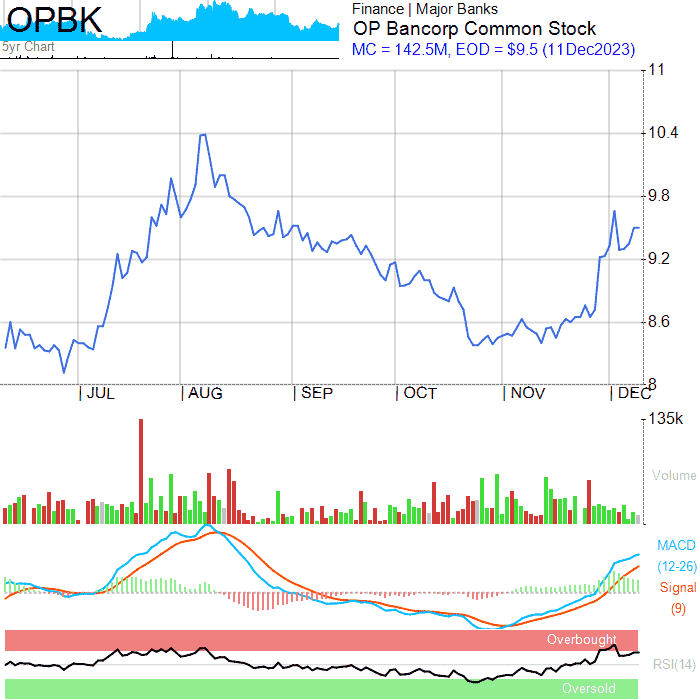 OPBK
5yr Chart
Finance | Major Banks
OP Bancorp Common Stock
MC = 142.5M, EOD = $9.5 (11Dec2023)
11
10.4
9.8
9.2
8.6
8
JUL
AUG
SEP
OCT
NOV
DEC
135k
Volume
MACD
(12-26)
Signal
(9)
Overbought
RSI(14)
Oversold